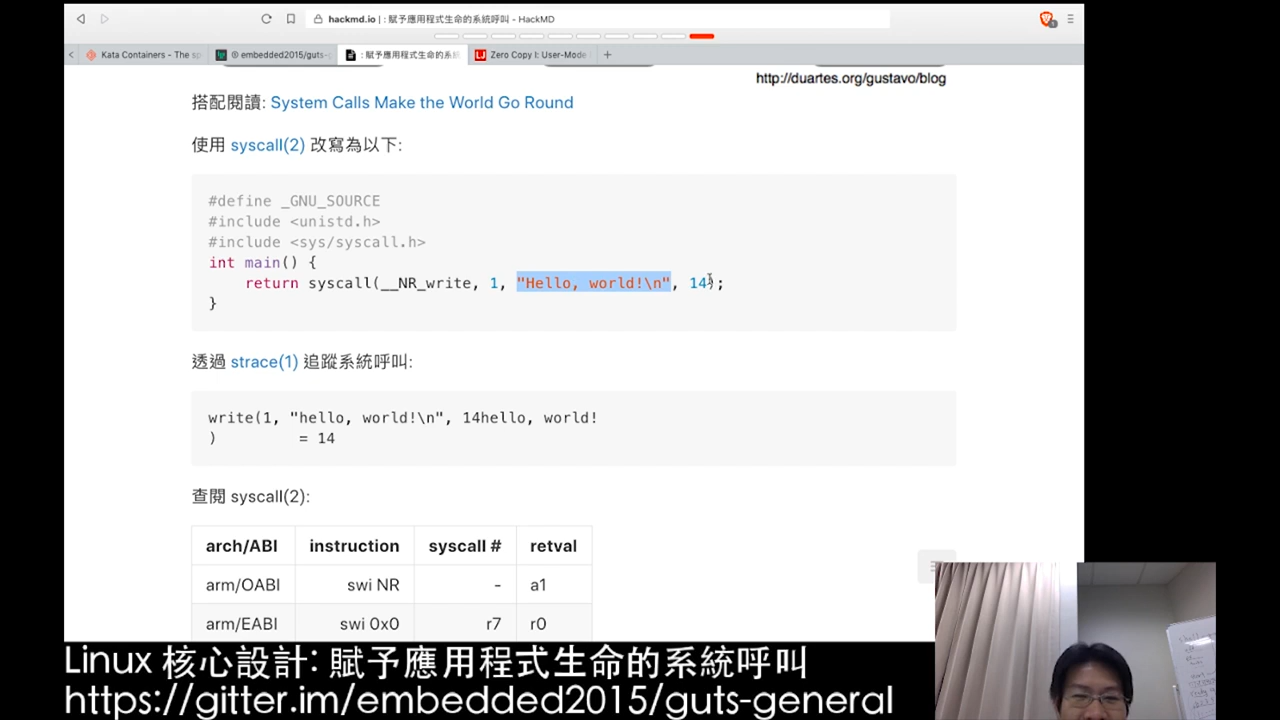 hackmd.io | : 賦予應用程式生命的系統呼叫 - HackMD
Kata Containers - The sp
embedded2015/guts-
: 賦予應用程式生命的系統
Zero Copy I: User-Mode
http://duartes.org/gustavo/blog
搭配閱讀: System Calls Make the World Go Round
使用 syscall(2) 改寫為以下:
#define _GNU_SOURCE
#include <unistd.h>
#include <sys/syscall.h>
int main() {
return syscall(__NR_write, 1, "Hello, world!\n", 14);
}
透過 strace(1) 追蹤系統呼叫:
write(1, "hello, world!\n", 14hello, world!
) = 14
查閱 syscall(2):
arch/ABI instruction syscall # retval
arm/OABI swi NR - a1
arm/EABI swi 0x0 r7 r0
Linux 核心設計: 賦予應用程式生命的系統呼叫
https://gitter.im/embedded2015/guts-general